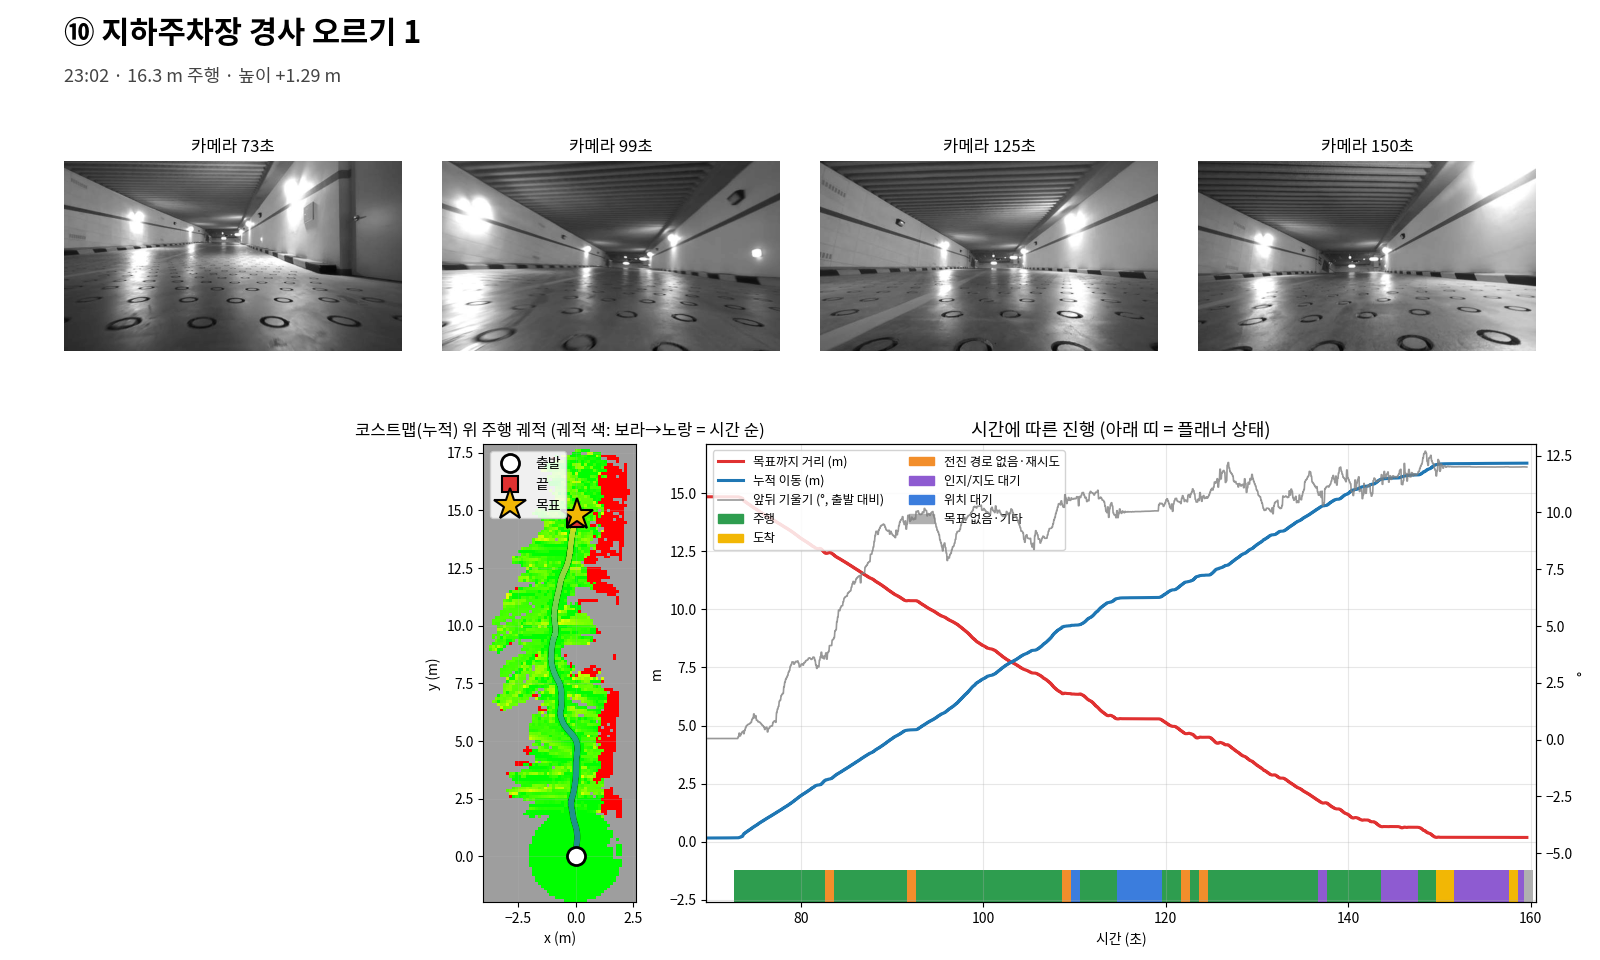 ⑩ 지하주차장 경사 오르기 1
23:02 · 16.3 m 주행 · 높이 +1.29 m
카메라 73초
카메라 99초
카메라 125초
카메라 150초
코스트맵(누적) 위 주행 궤적 (궤적 색: 보라→노랑 = 시간 순)
출발
끝
목표
17.5
15.0
12.5
10.0
7.5
5.0
2.5
0.0
y (m)
−2.5
0.0
2.5
x (m)
시간에 따른 진행 (아래 띠 = 플래너 상태)
목표까지 거리 (m)
누적 이동 (m)
앞뒤 기울기 (°, 출발 대비)
주행
도착
전진 경로 없음·재시도
인지/지도 대기
위치 대기
목표 없음·기타
15.0
12.5
10.0
7.5
5.0
2.5
0.0
−2.5
m
12.5
10.0
7.5
5.0
2.5
0.0
−2.5
−5.0
°
80
100
120
140
160
시간 (초)